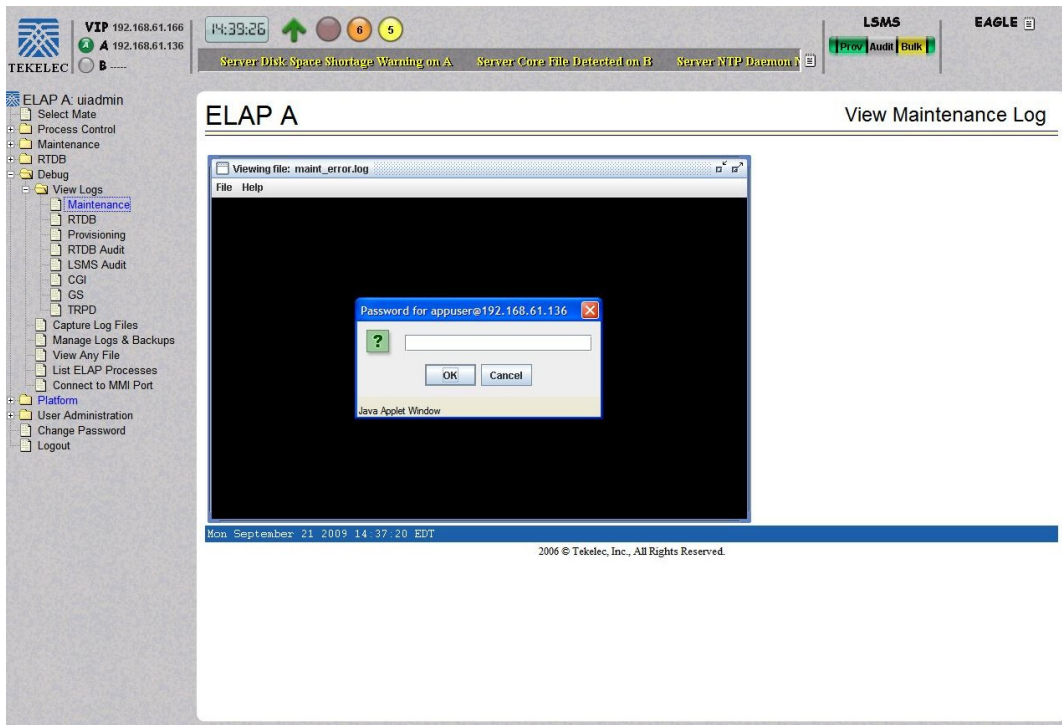 VIP 192.168.61.166
A A 192.168.61.136
B -----
TEKELEC
14:39:26
6
5
Server Disk Space Shortage Warning on A Server Core File Detected on B Server NTP Daemon
LSMS
Prov Audit Bulk
EAGLE
ELAP A: uiadmin
Select Mate
Process Control
Maintenance
RTDB
Debug
View Logs
Maintenance
RTDB
Provisioning
RTDB Audit
LSMS Audit
CGI
GS
TRPD
Capture Log Files
Manage Logs & Backups
View Any File
List ELAP Processes
Connect to MMI Port
Platform
User Administration
Change Password
Logout
ELAP A
View Maintenance Log
Viewing file: maint_error.log
File Help
Password for appuser@192.168.61.136
?
OK Cancel
Java Applet Window
Mon September 21 2009 14:37:20 EDT
2006 © Tekelec, Inc., All Rights Reserved.